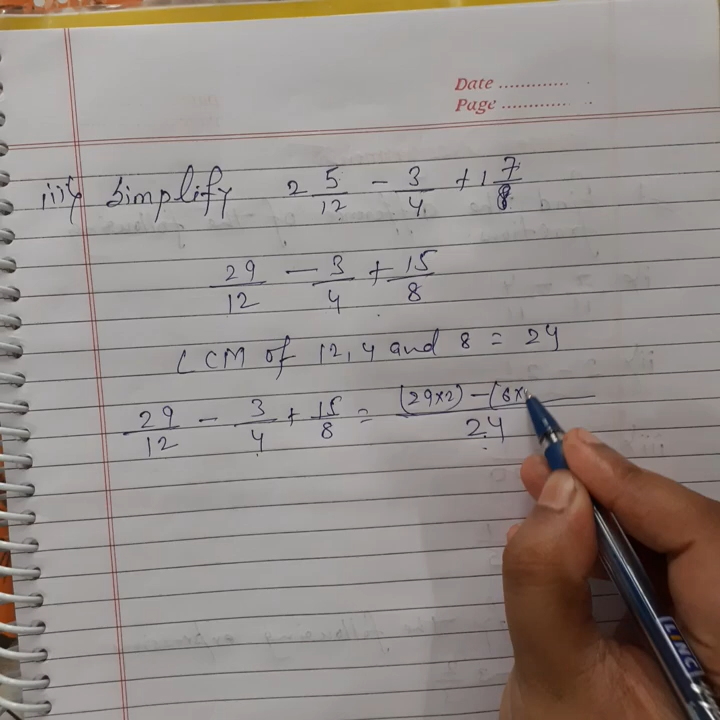 Date ..............
Page ..............
iii) Simplify 2 5/12 - 3/4 + 1 7/8
29/12 - 3/4 + 15/8
LCM of 12, 4 and 8 = 24
29/12 - 3/4 + 15/8 = (29×2) - (6×/24
LINC